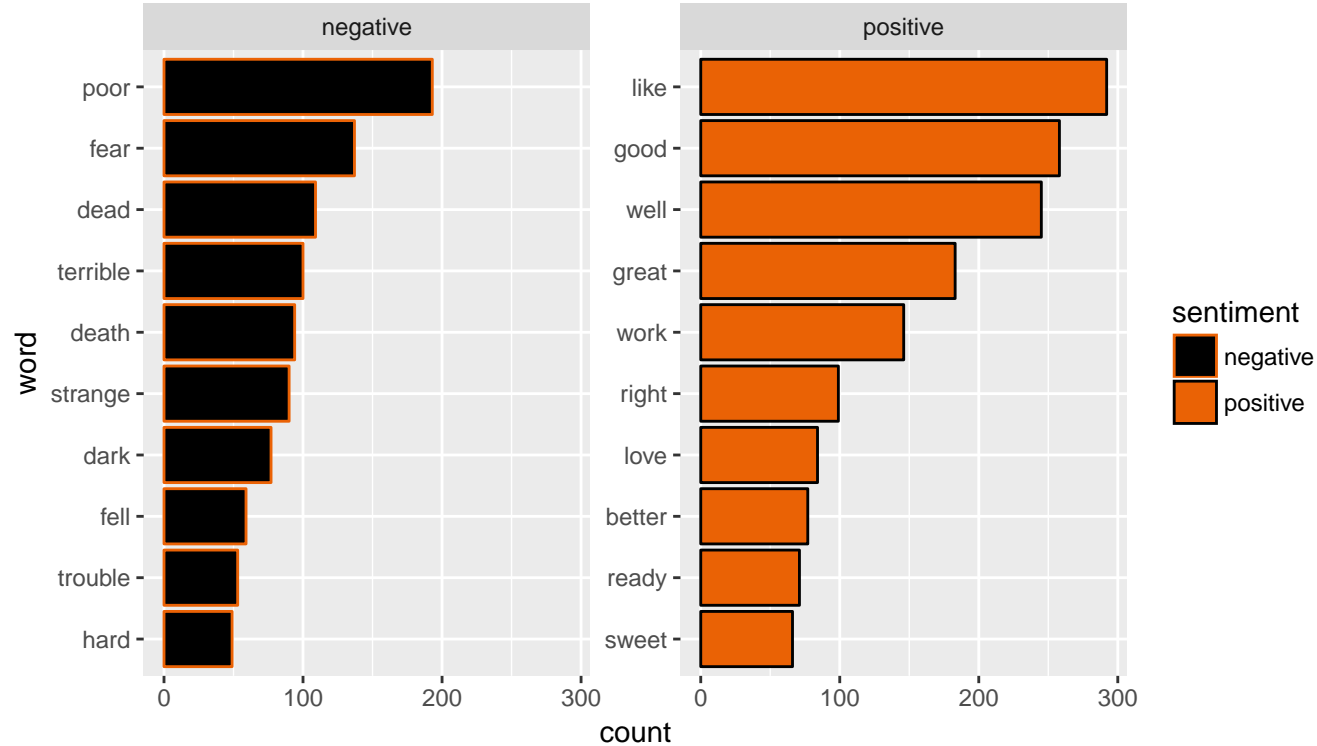 negative
positive
word
poor
fear
dead
terrible
death
strange
dark
fell
trouble
hard
0 100 200 300
like
good
well
great
work
right
love
better
ready
sweet
0 100 200 300
count
sentiment
negative
positive